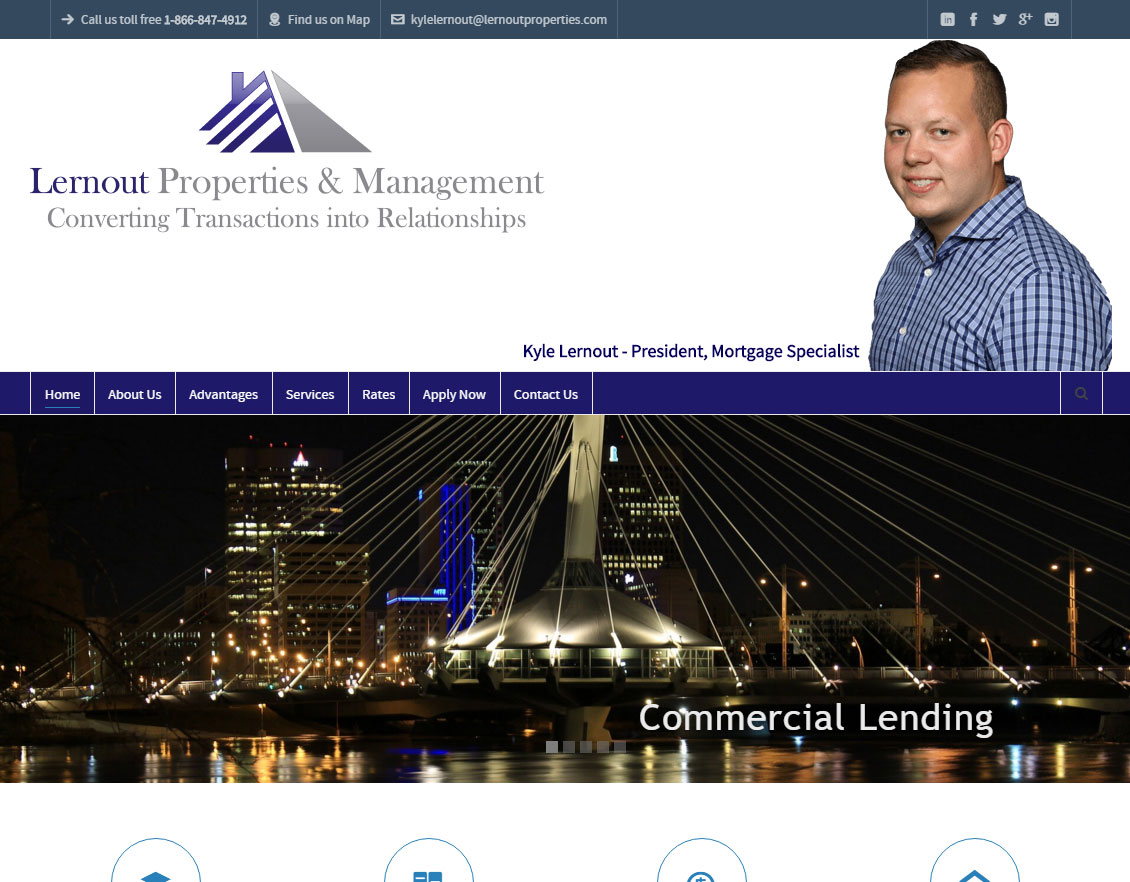 Call us toll free 1-866-847-4912
Find us on Map
kylelernout@lernoutproperties.com
Lernout Properties & Management
Converting Transactions into Relationships
Kyle Lernout - President, Mortgage Specialist
Home
About Us
Advantages
Services
Rates
Apply Now
Contact Us
MTS
Commercial Lending